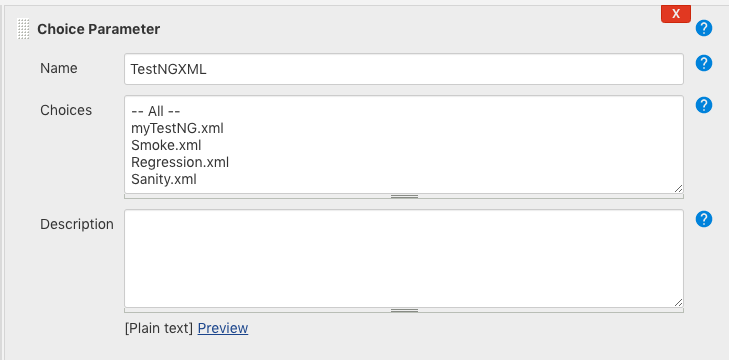 X
Choice Parameter
?
Name
TestNGXML
?
Choices
-- All --
myTestNG.xml
Smoke.xml
Regression.xml
Sanity.xml
?
Description
?
[Plain text] Preview